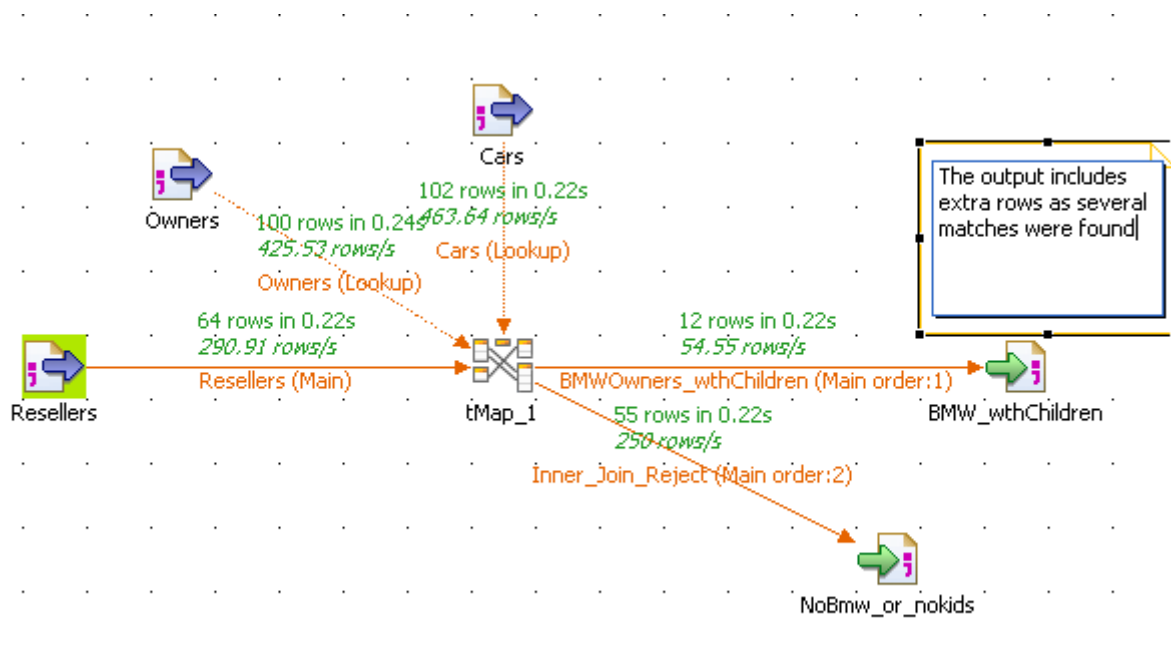 Cars
Owners
102 rows in 0.22s
463.64 rows/s
Cars (Lookup)
100 rows in 0.24s
425.53 rows/s
Owners (Lookup)
The output includes
extra rows as several
matches were found
64 rows in 0.22s
290.91 rows/s
Resellers (Main)
Resellers
tMap_1
12 rows in 0.22s
54.55 rows/s
BMWOwners_wthChildren (Main order:1)
BMW_wthChildren
55 rows in 0.22s
250 rows/s
Inner_Join_Reject (Main order:2)
NoBmw_or_nokids